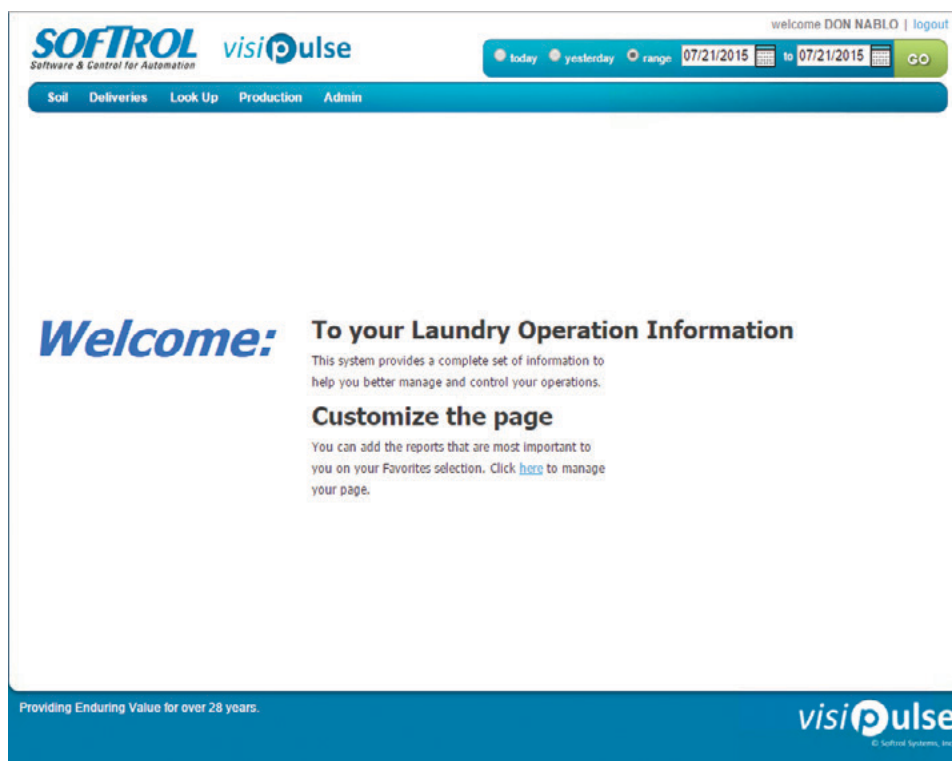 welcome DON NABLO | logout
SOFTROL
Software & Control for Automation
visipulse
today yesterday range 07/21/2015 to 07/21/2015 GO
Soil Deliveries Look Up Production Admin
Welcome:
To your Laundry Operation Information
This system provides a complete set of information to
help you better manage and control your operations.
Customize the page
You can add the reports that are most important to
you on your Favorites selection. Click here to manage
your page.
Providing Enduring Value for over 28 years.
visipulse
© Softrol Systems, Inc